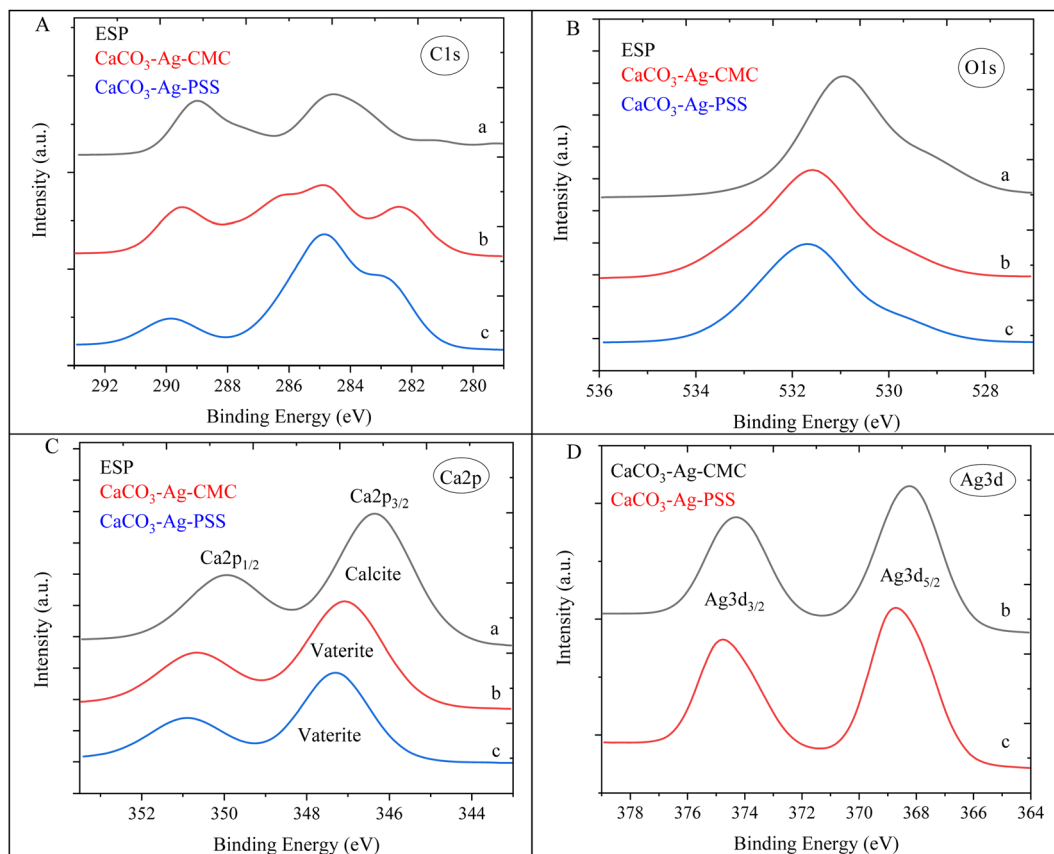 A
ESP
CaCO₃-Ag-CMC
CaCO₃-Ag-PSS
C1s
a
b
c
Intensity (a.u.)
292 290 288 286 284 282 280
Binding Energy (eV)
B
ESP
CaCO₃-Ag-CMC
CaCO₃-Ag-PSS
O1s
a
b
c
Intensity (a.u.)
536 534 532 530 528
Binding Energy (eV)
C
ESP
CaCO₃-Ag-CMC
CaCO₃-Ag-PSS
Ca2p
Ca2p₃/₂
Ca2p₁/₂
Calcite
a
Vaterite
b
Vaterite
c
Intensity (a.u.)
352 350 348 346 344
Binding Energy (eV)
D
CaCO₃-Ag-CMC
CaCO₃-Ag-PSS
Ag3d
Ag3d₅/₂
Ag3d₃/₂
b
c
Intensity (a.u.)
378 376 374 372 370 368 366 364
Binding Energy (eV)